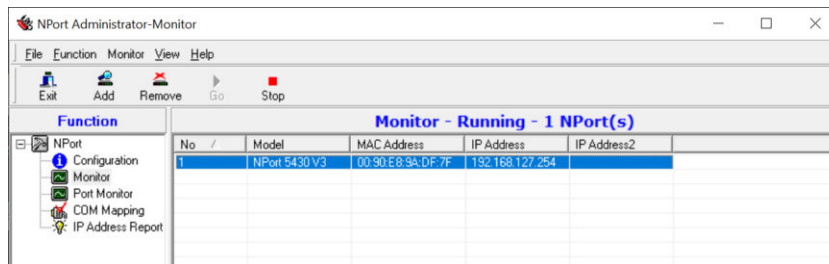 NPort Administrator-Monitor
File Function Monitor View Help
Exit Add Remove Go Stop
Function
Monitor - Running - 1 NPort(s)
NPort
Configuration
Monitor
Port Monitor
COM Mapping
IP Address Report
No / Model MAC Address IP Address IP Address2
1 NPort 5430 V3 00:90:E8:9A:DF:7F 192.168.127.254